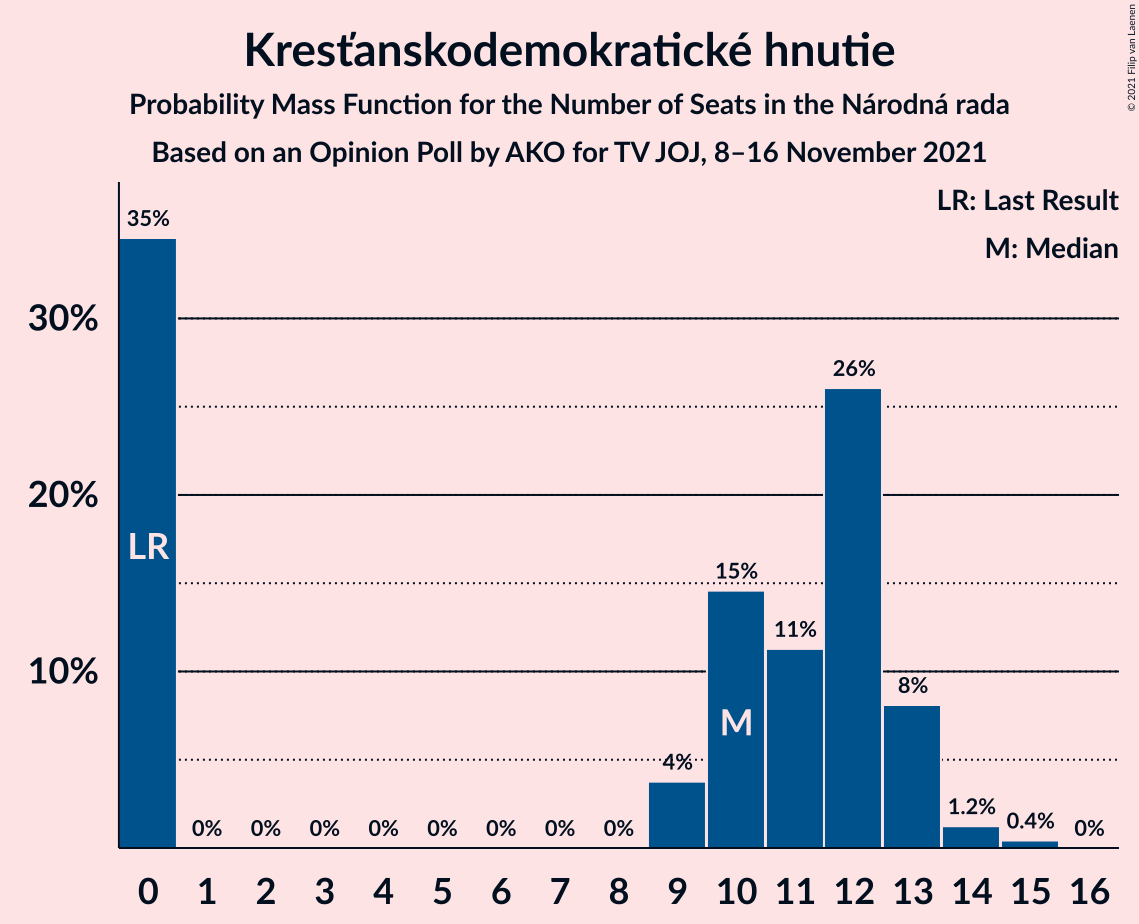 Kresťanskodemokratické hnutie
Probability Mass Function for the Number of Seats in the Národná rada
Based on an Opinion Poll by AKO for TV JOJ, 8–16 November 2021
© 2021 Filip van Laenen
LR: Last Result
M: Median
35%
30%
26%
20%
LR
15%
11%
10%
8%
M
4%
1.2%
0.4%
0% 0% 0% 0% 0% 0% 0% 0% 0%
0 1 2 3 4 5 6 7 8 9 10 11 12 13 14 15 16